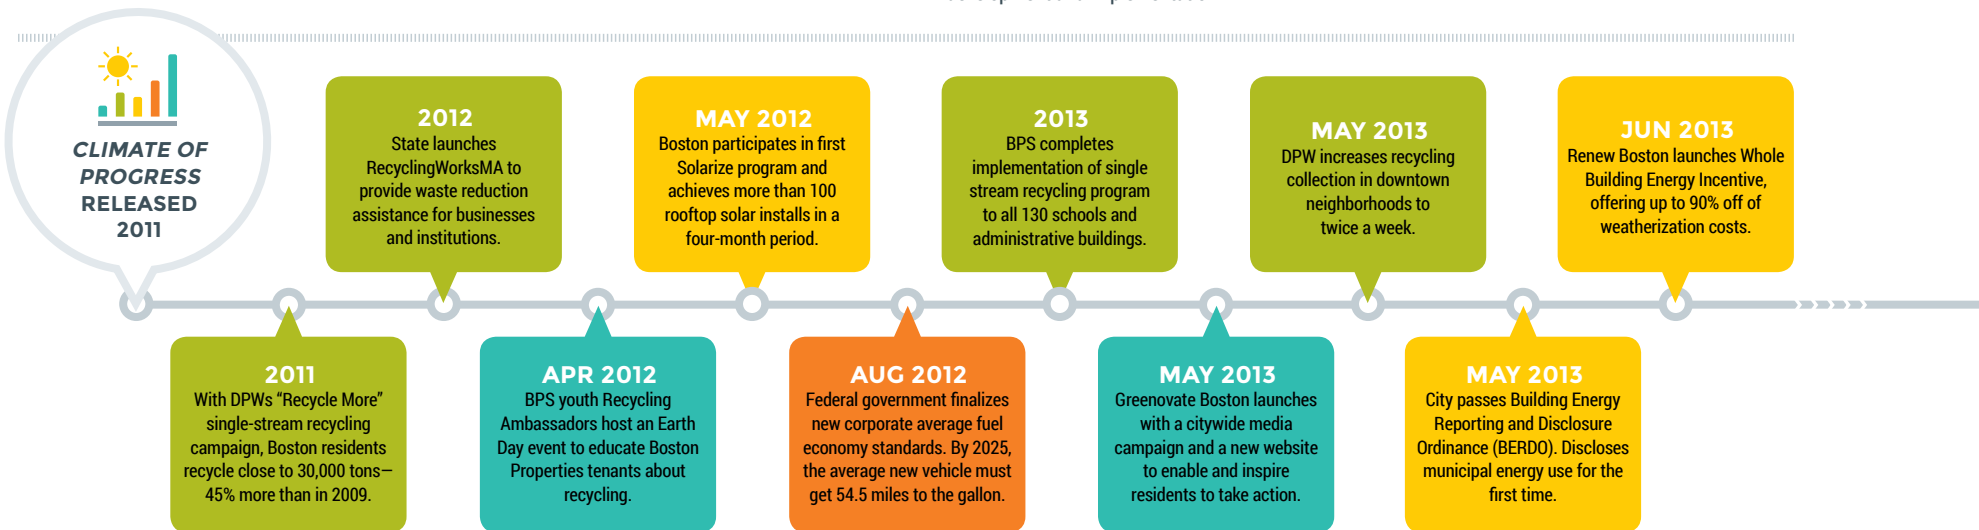 CLIMATE OF
PROGRESS
RELEASED
2011
2011
With DPWs “Recycle More”
single-stream recycling
campaign, Boston residents
recycle close to 30,000 tons—
45% more than in 2009.
2012
State launches
RecyclingWorksMA to
provide waste reduction
assistance for businesses
and institutions.
APR 2012
BPS youth Recycling
Ambassadors host an Earth
Day event to educate Boston
Properties tenants about
recycling.
MAY 2012
Boston participates in first
Solarize program and
achieves more than 100
rooftop solar installs in a
four-month period.
AUG 2012
Federal government finalizes
new corporate average fuel
economy standards. By 2025,
the average new vehicle must
get 54.5 miles to the gallon.
2013
BPS completes
implementation of single
stream recycling program
to all 130 schools and
administrative buildings.
MAY 2013
Greenovate Boston launches
with a citywide media
campaign and a new website
to enable and inspire
residents to take action.
MAY 2013
DPW increases recycling
collection in downtown
neighborhoods to
twice a week.
MAY 2013
City passes Building Energy
Reporting and Disclosure
Ordinance (BERDO). Discloses
municipal energy use for the
first time.
JUN 2013
Renew Boston launches Whole
Building Energy Incentive,
offering up to 90% off of
weatherization costs.